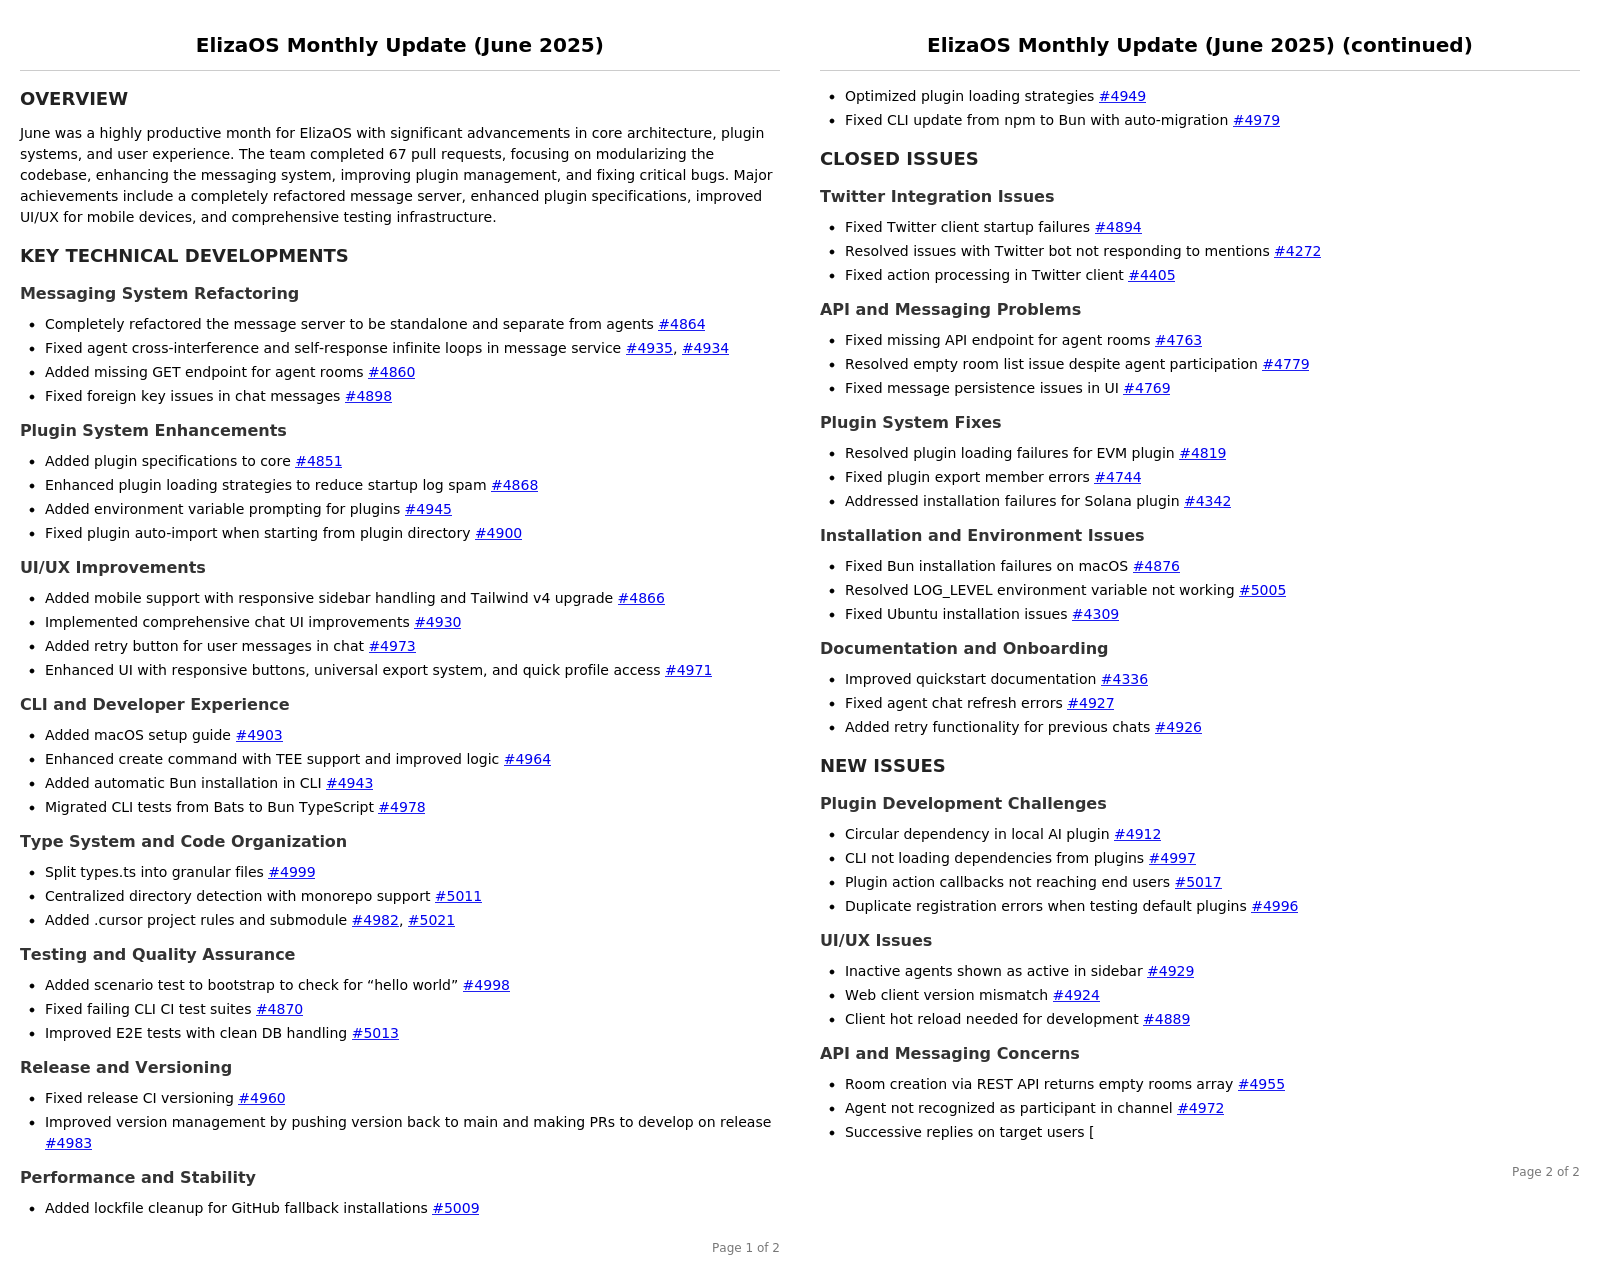 ElizaOS Monthly Update (June 2025)
OVERVIEW
June was a highly productive month for ElizaOS with significant advancements in core architecture, plugin
systems, and user experience. The team completed 67 pull requests, focusing on modularizing the
codebase, enhancing the messaging system, improving plugin management, and fixing critical bugs. Major
achievements include a completely refactored message server, enhanced plugin specifications, improved
UI/UX for mobile devices, and comprehensive testing infrastructure.
KEY TECHNICAL DEVELOPMENTS
Messaging System Refactoring
• Completely refactored the message server to be standalone and separate from agents #4864
• Fixed agent cross-interference and self-response infinite loops in message service #4935, #4934
• Added missing GET endpoint for agent rooms #4860
• Fixed foreign key issues in chat messages #4898
Plugin System Enhancements
• Added plugin specifications to core #4851
• Enhanced plugin loading strategies to reduce startup log spam #4868
• Added environment variable prompting for plugins #4945
• Fixed plugin auto-import when starting from plugin directory #4900
UI/UX Improvements
• Added mobile support with responsive sidebar handling and Tailwind v4 upgrade #4866
• Implemented comprehensive chat UI improvements #4930
• Added retry button for user messages in chat #4973
• Enhanced UI with responsive buttons, universal export system, and quick profile access #4971
CLI and Developer Experience
• Added macOS setup guide #4903
• Enhanced create command with TEE support and improved logic #4964
• Added automatic Bun installation in CLI #4943
• Migrated CLI tests from Bats to Bun TypeScript #4978
Type System and Code Organization
• Split types.ts into granular files #4999
• Centralized directory detection with monorepo support #5011
• Added .cursor project rules and submodule #4982, #5021
Testing and Quality Assurance
• Added scenario test to bootstrap to check for “hello world” #4998
• Fixed failing CLI CI test suites #4870
• Improved E2E tests with clean DB handling #5013
Release and Versioning
• Fixed release CI versioning #4960
• Improved version management by pushing version back to main and making PRs to develop on release
#4983
Performance and Stability
• Added lockfile cleanup for GitHub fallback installations #5009
Page 1 of 2
ElizaOS Monthly Update (June 2025) (continued)
• Optimized plugin loading strategies #4949
• Fixed CLI update from npm to Bun with auto-migration #4979
CLOSED ISSUES
Twitter Integration Issues
• Fixed Twitter client startup failures #4894
• Resolved issues with Twitter bot not responding to mentions #4272
• Fixed action processing in Twitter client #4405
API and Messaging Problems
• Fixed missing API endpoint for agent rooms #4763
• Resolved empty room list issue despite agent participation #4779
• Fixed message persistence issues in UI #4769
Plugin System Fixes
• Resolved plugin loading failures for EVM plugin #4819
• Fixed plugin export member errors #4744
• Addressed installation failures for Solana plugin #4342
Installation and Environment Issues
• Fixed Bun installation failures on macOS #4876
• Resolved LOG_LEVEL environment variable not working #5005
• Fixed Ubuntu installation issues #4309
Documentation and Onboarding
• Improved quickstart documentation #4336
• Fixed agent chat refresh errors #4927
• Added retry functionality for previous chats #4926
NEW ISSUES
Plugin Development Challenges
• Circular dependency in local AI plugin #4912
• CLI not loading dependencies from plugins #4997
• Plugin action callbacks not reaching end users #5017
• Duplicate registration errors when testing default plugins #4996
UI/UX Issues
• Inactive agents shown as active in sidebar #4929
• Web client version mismatch #4924
• Client hot reload needed for development #4889
API and Messaging Concerns
• Room creation via REST API returns empty rooms array #4955
• Agent not recognized as participant in channel #4972
• Successive replies on target users [
Page 2 of 2